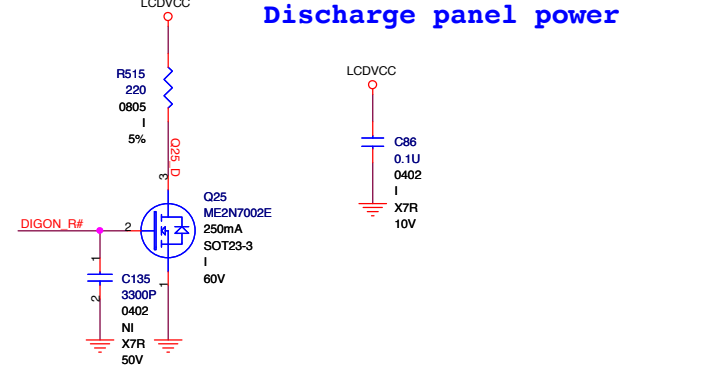 LCDVCC
Discharge panel power
R515
220
0805
I
5%
Q25_D
3
LCDVCC
C86
0.1U
0402
I
X7R
10V
Q25
ME2N7002E
250mA
SOT23-3
I
60V
DIGON_R#
2
1
C135
3300P
0402
NI
X7R
50V
2
1